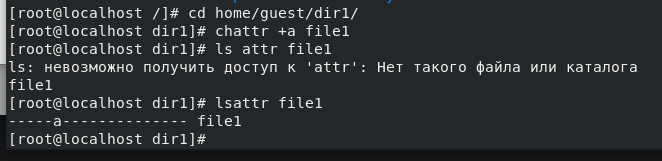 [root@localhost /]# cd home/guest/dir1/
[root@localhost dir1]# chattr +a file1
[root@localhost dir1]# ls attr file1
ls: невозможно получить доступ к 'attr': Нет такого файла или каталога
file1
[root@localhost dir1]# lsattr file1
-----a-------------- file1
[root@localhost dir1]#